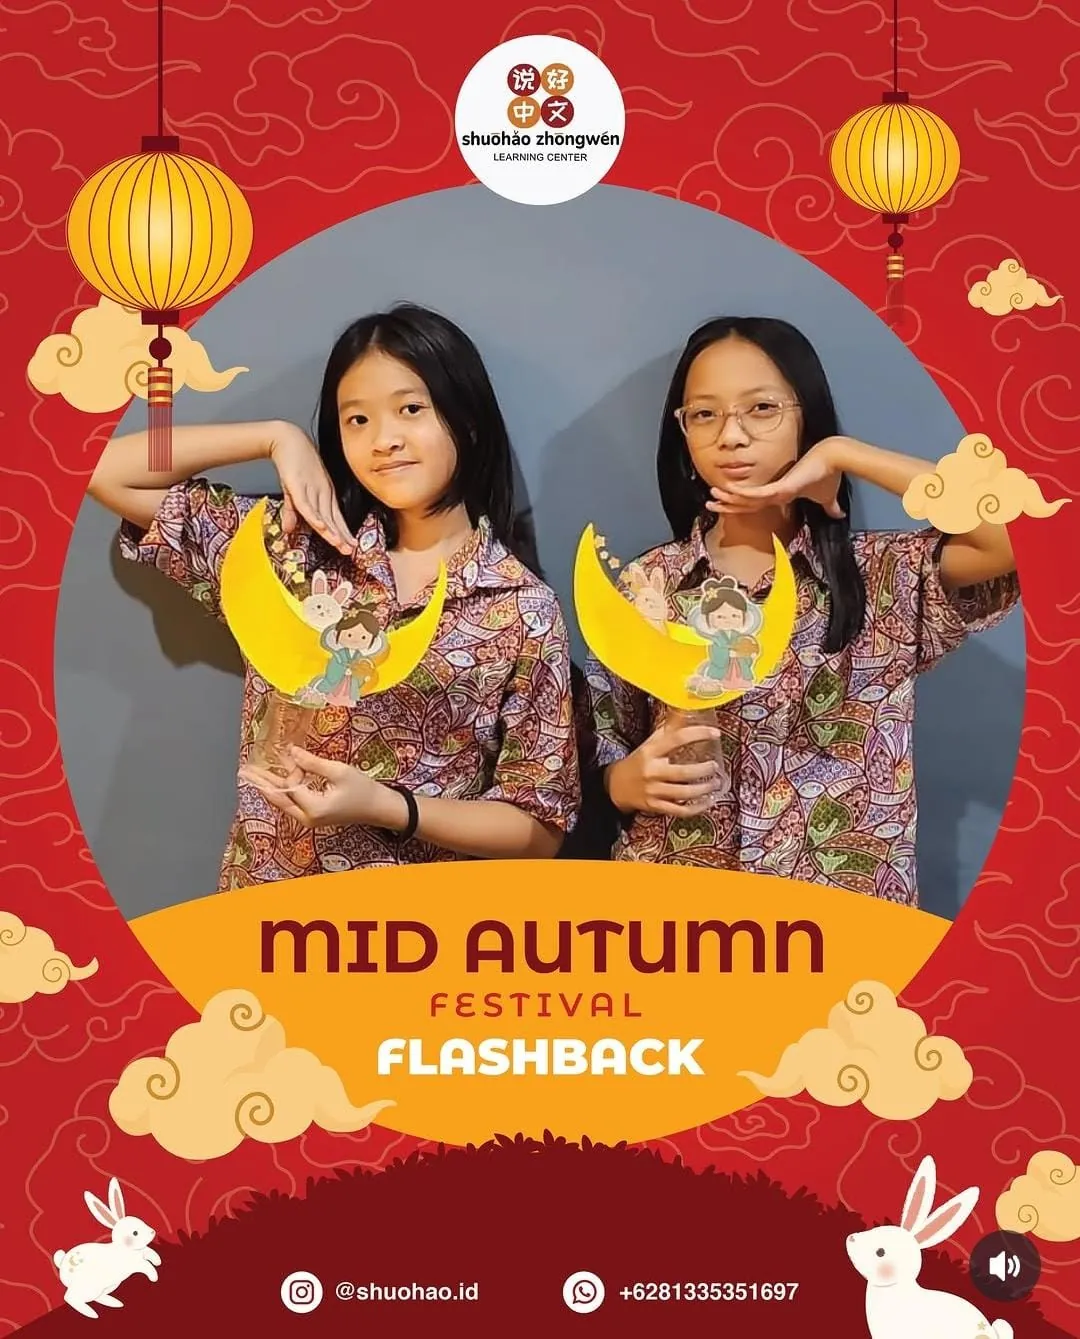 说好
中文
shuōhǎo zhōngwén
LEARNING CENTER
MID AUTUMN
FESTIVAL
FLASHBACK
@shuohao.id
+6281335351697